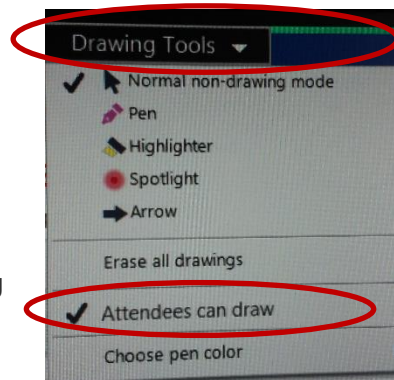 Drawing Tools
Normal non-drawing mode
Pen
Highlighter
Spotlight
Arrow
Erase all drawings
Attendees can draw
Choose pen color